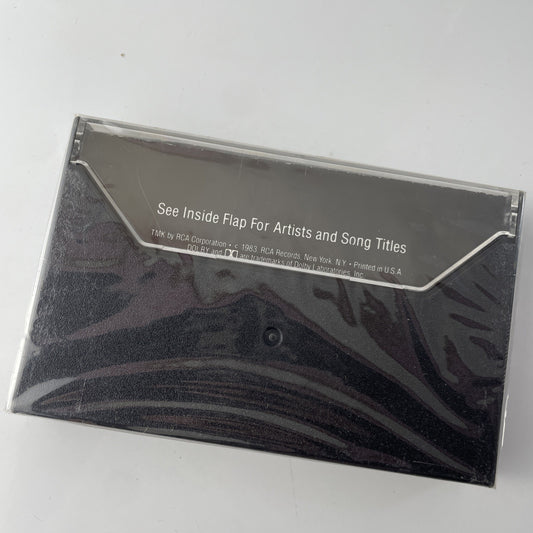 See Inside Flap For Artists and Song Titles
TMK by RCA Corporation • c 1983, RCA Records, New York, N.Y. • Printed in U.S.A.
DOLBY and are trademarks of Dolby Laboratories, Inc.